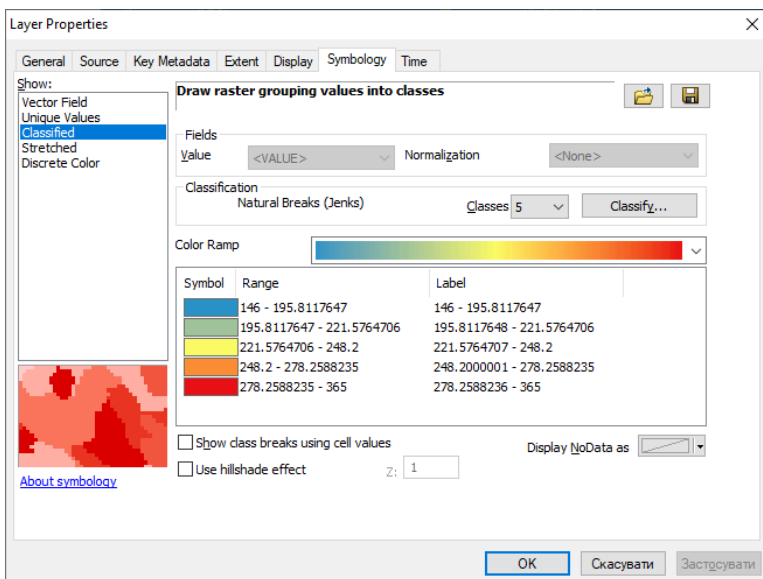 Layer Properties
General Source Key Metadata Extent Display Symbology Time
Show:
Vector Field
Unique Values
Classified
Stretched
Discrete Color
About symbology
Draw raster grouping values into classes
Fields
Value <VALUE> Normalization <None>
Classification
Natural Breaks (Jenks) Classes 5 Classify...
Color Ramp
Symbol Range Label
146 - 195.8117647 146 - 195.8117647
195.8117647 - 221.5764706 195.8117648 - 221.5764706
221.5764706 - 248.2 221.5764707 - 248.2
248.2 - 278.2588235 248.2000001 - 278.2588235
278.2588235 - 365 278.2588236 - 365
Show class breaks using cell values Display NoData as
Use hillshade effect Z: 1
OK Скасувати Застосувати